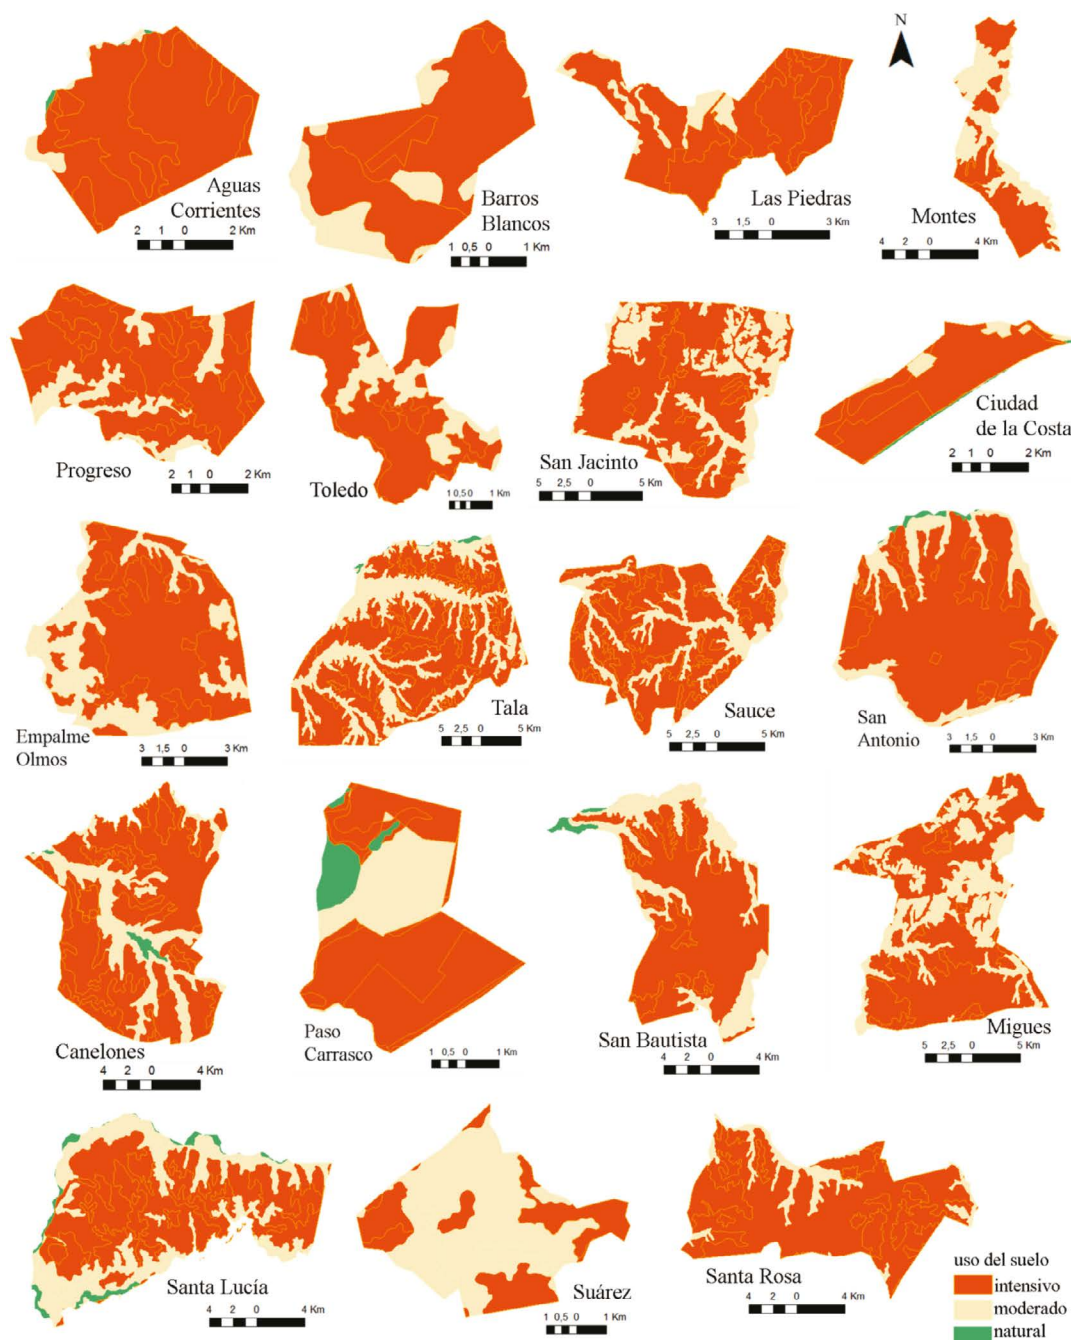 N
Aguas
Corrientes
2 1 0 2 Km
Barros
Blancos
1 0,5 0 1 Km
Las Piedras
3 1,5 0 3 Km
Montes
4 2 0 4 Km
Progreso
2 1 0 2 Km
Toledo
1 0,5 0 1 Km
San Jacinto
5 2,5 0 5 Km
Ciudad
de la Costa
2 1 0 2 Km
Empalme
Olmos
3 1,5 0 3 Km
Tala
5 2,5 0 5 Km
Sauce
5 2,5 0 5 Km
San
Antonio
3 1,5 0 3 Km
Canelones
4 2 0 4 Km
Paso
Carrasco
1 0,5 0 1 Km
San Bautista
4 2 0 4 Km
Migues
5 2,5 0 5 Km
Santa Lucía
4 2 0 4 Km
Suárez
1 0,5 0 1 Km
Santa Rosa
4 2 0 4 Km
uso del suelo
intensivo
moderado
natural